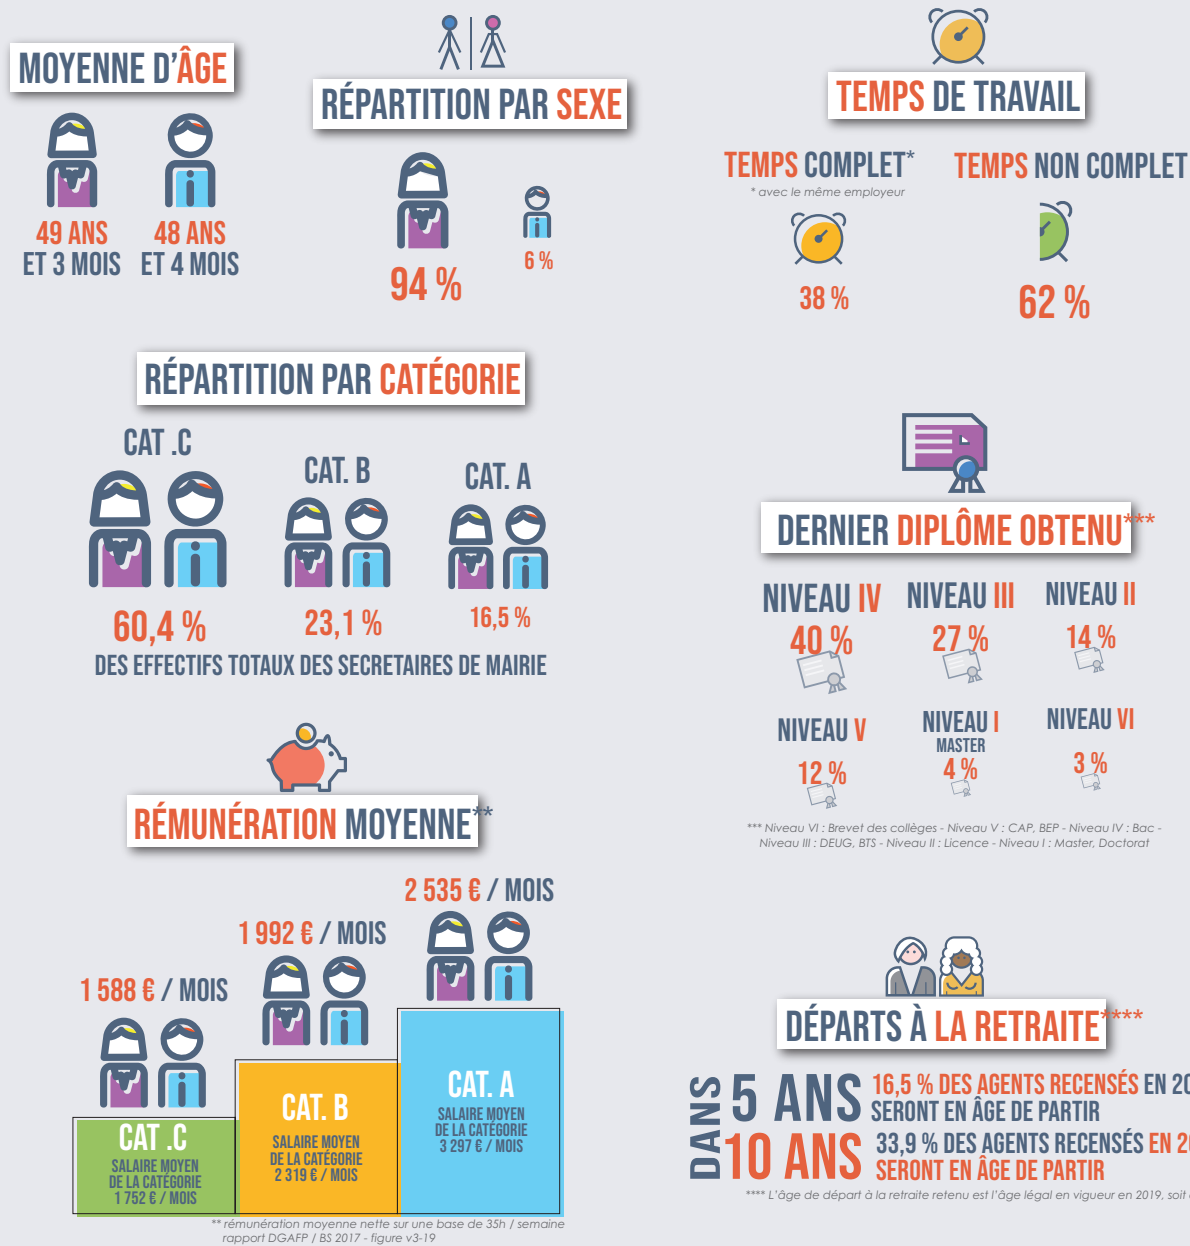 MOYENNE D'ÂGE
49 ANS
ET 3 MOIS
48 ANS
ET 4 MOIS
RÉPARTITION PAR SEXE
94 %
6 %
TEMPS DE TRAVAIL
TEMPS COMPLET*
* avec le même employeur
38 %
TEMPS NON COMPLET
62 %
RÉPARTITION PAR CATÉGORIE
CAT .C
60,4 %
CAT. B
23,1 %
CAT. A
16,5 %
DES EFFECTIFS TOTAUX DES SECRETAIRES DE MAIRIE
DERNIER DIPLÔME OBTENU***
NIVEAU IV
40 %
NIVEAU III
27 %
NIVEAU II
14 %
NIVEAU V
12 %
NIVEAU I
MASTER
4 %
NIVEAU VI
3 %
*** Niveau VI : Brevet des collèges - Niveau V : CAP, BEP - Niveau IV : Bac -
Niveau III : DEUG, BTS - Niveau II : Licence - Niveau I : Master, Doctorat
RÉMUNÉRATION MOYENNE**
1 588 € / MOIS
CAT .C
SALAIRE MOYEN
DE LA CATÉGORIE
1 752 € / MOIS
1 992 € / MOIS
CAT. B
SALAIRE MOYEN
DE LA CATÉGORIE
2 319 € / MOIS
2 535 € / MOIS
CAT. A
SALAIRE MOYEN
DE LA CATÉGORIE
3 297 € / MOIS
** rémunération moyenne nette sur une base de 35h / semaine
rapport DGAFP / BS 2017 - figure v3-19
DÉPARTS À LA RETRAITE****
DANS
5 ANS
16,5 % DES AGENTS RECENSÉS EN 20
SERONT EN ÂGE DE PARTIR
10 ANS
33,9 % DES AGENTS RECENSÉS EN 2
SERONT EN ÂGE DE PARTIR
**** L'âge de départ à la retraite retenu est l'âge légal en vigueur en 2019, soit